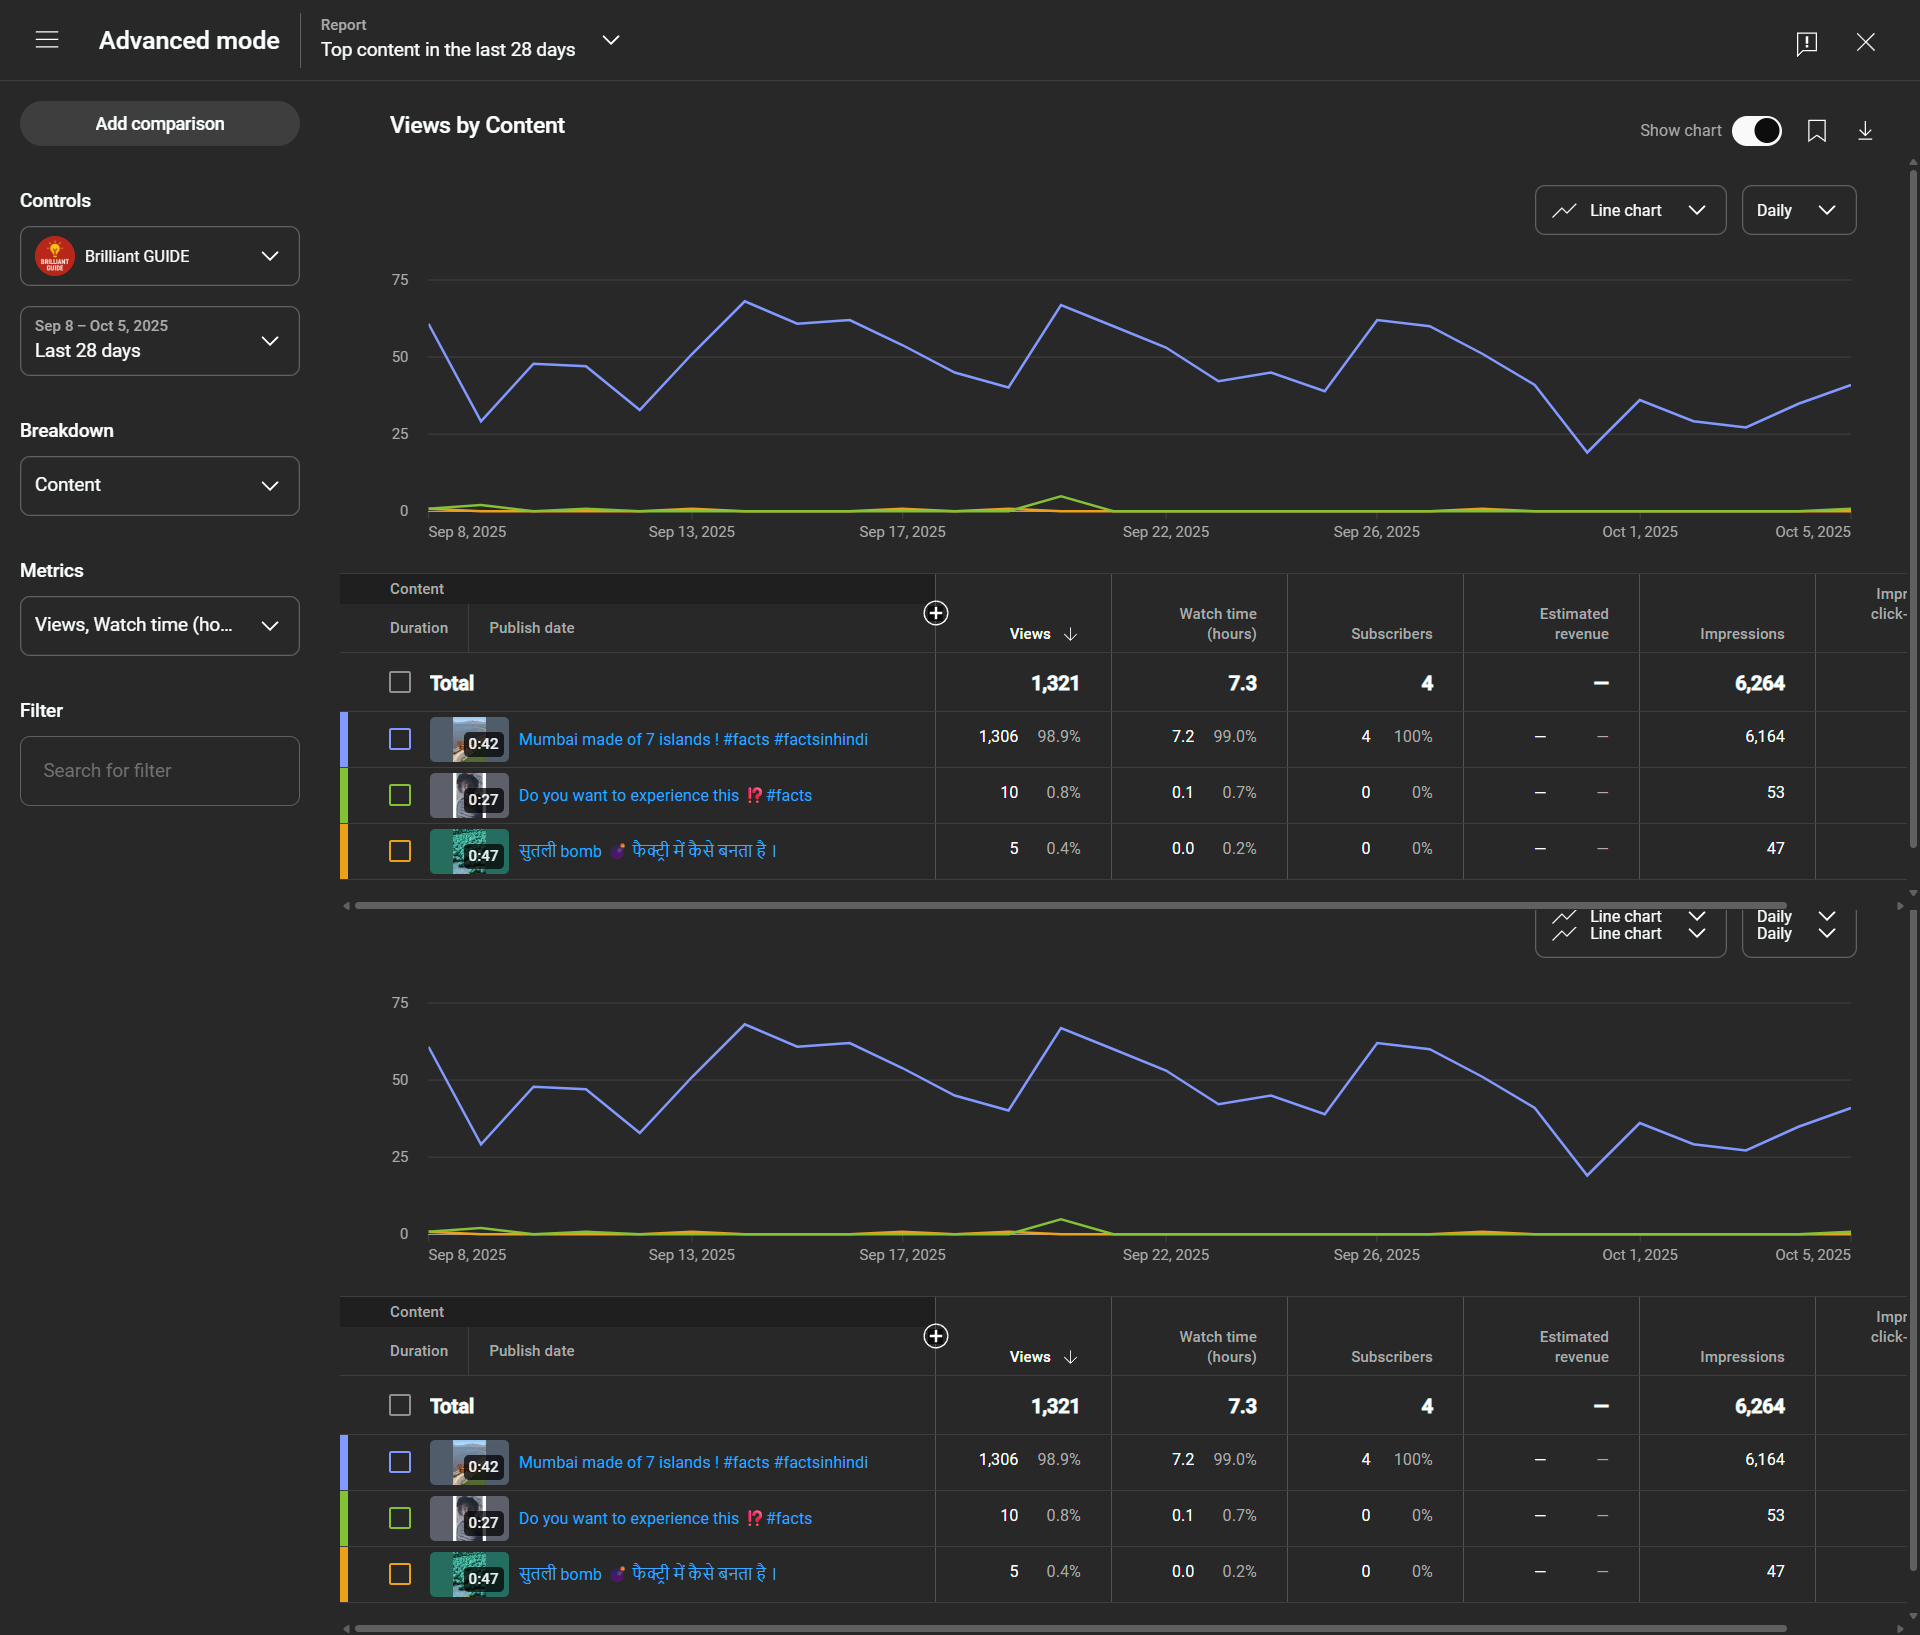 Advanced mode
Report
Top content in the last 28 days
Add comparison
Controls
BRILLIANT
GUIDE
Brilliant GUIDE
Sep 8 – Oct 5, 2025
Last 28 days
Breakdown
Content
Metrics
Views, Watch time (ho...
Filter
Search for filter
Views by Content
Show chart
Line chart
Daily
75
50
25
0
Sep 8, 2025 Sep 13, 2025 Sep 17, 2025 Sep 22, 2025 Sep 26, 2025 Oct 1, 2025 Oct 5, 2025
Content
Duration Publish date
Views
Watch time
(hours)
Subscribers
Estimated
revenue
Impressions
Impr
click-
Total 1,321 7.3 4 — 6,264
0:42 Mumbai made of 7 islands ! #facts #factsinhindi 1,306 98.9% 7.2 99.0% 4 100% — — 6,164
0:27 Do you want to experience this ⁉️ #facts 10 0.8% 0.1 0.7% 0 0% — — 53
0:47 सुतली bomb 💣 फैक्ट्री में कैसे बनता है । 5 0.4% 0.0 0.2% 0 0% — — 47
Line chart Daily
Line chart Daily
75
50
25
0
Sep 8, 2025 Sep 13, 2025 Sep 17, 2025 Sep 22, 2025 Sep 26, 2025 Oct 1, 2025 Oct 5, 2025
Content
Duration Publish date
Views
Watch time
(hours)
Subscribers
Estimated
revenue
Impressions
Impr
click-
Total 1,321 7.3 4 — 6,264
0:42 Mumbai made of 7 islands ! #facts #factsinhindi 1,306 98.9% 7.2 99.0% 4 100% — — 6,164
0:27 Do you want to experience this ⁉️ #facts 10 0.8% 0.1 0.7% 0 0% — — 53
0:47 सुतली bomb 💣 फैक्ट्री में कैसे बनता है । 5 0.4% 0.0 0.2% 0 0% — — 47